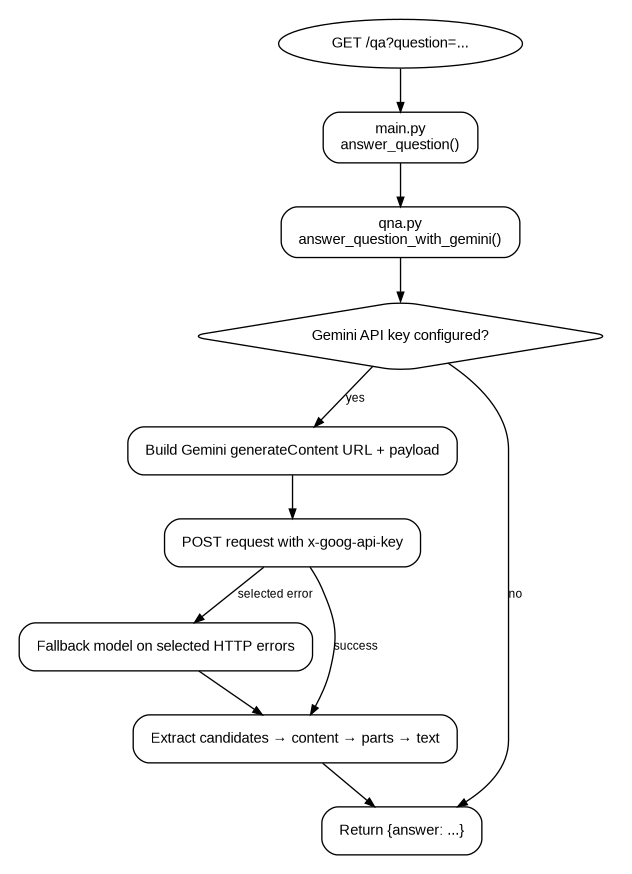 GET /qa?question=...
main.py
answer_question()
qna.py
answer_question_with_gemini()
Gemini API key configured?
yes
Build Gemini generateContent URL + payload
POST request with x-goog-api-key
selected error
no
Fallback model on selected HTTP errors
success
Extract candidates → content → parts → text
Return {answer: ...}